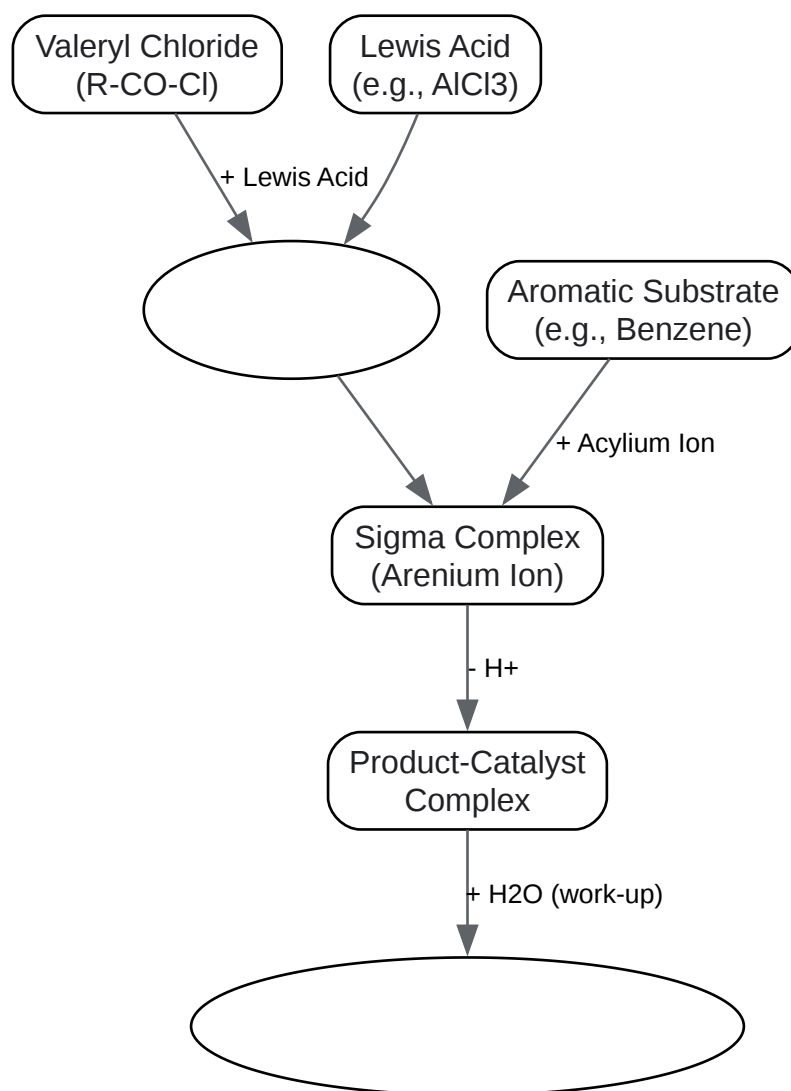 Valeryl Chloride
(R-CO-Cl)
Lewis Acid
(e.g., AlCl3)
+ Lewis Acid
Aromatic Substrate
(e.g., Benzene)
+ Acylium Ion
Sigma Complex
(Arenium Ion)
- H+
Product-Catalyst
Complex
+ H2O (work-up)